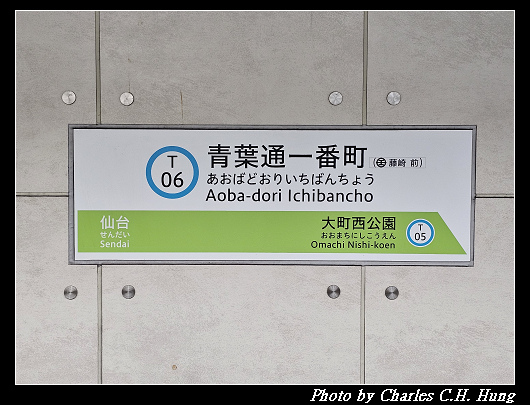 T
06
青葉通一番町
(藤崎 前)
あおばどおりいちばんちょう
Aoba-dori Ichibancho
仙台
せんだい
Sendai
大町西公園
おおまちにしこうえん
Omachi Nishi-koen
T
05
Photo by Charles C.H. Hung